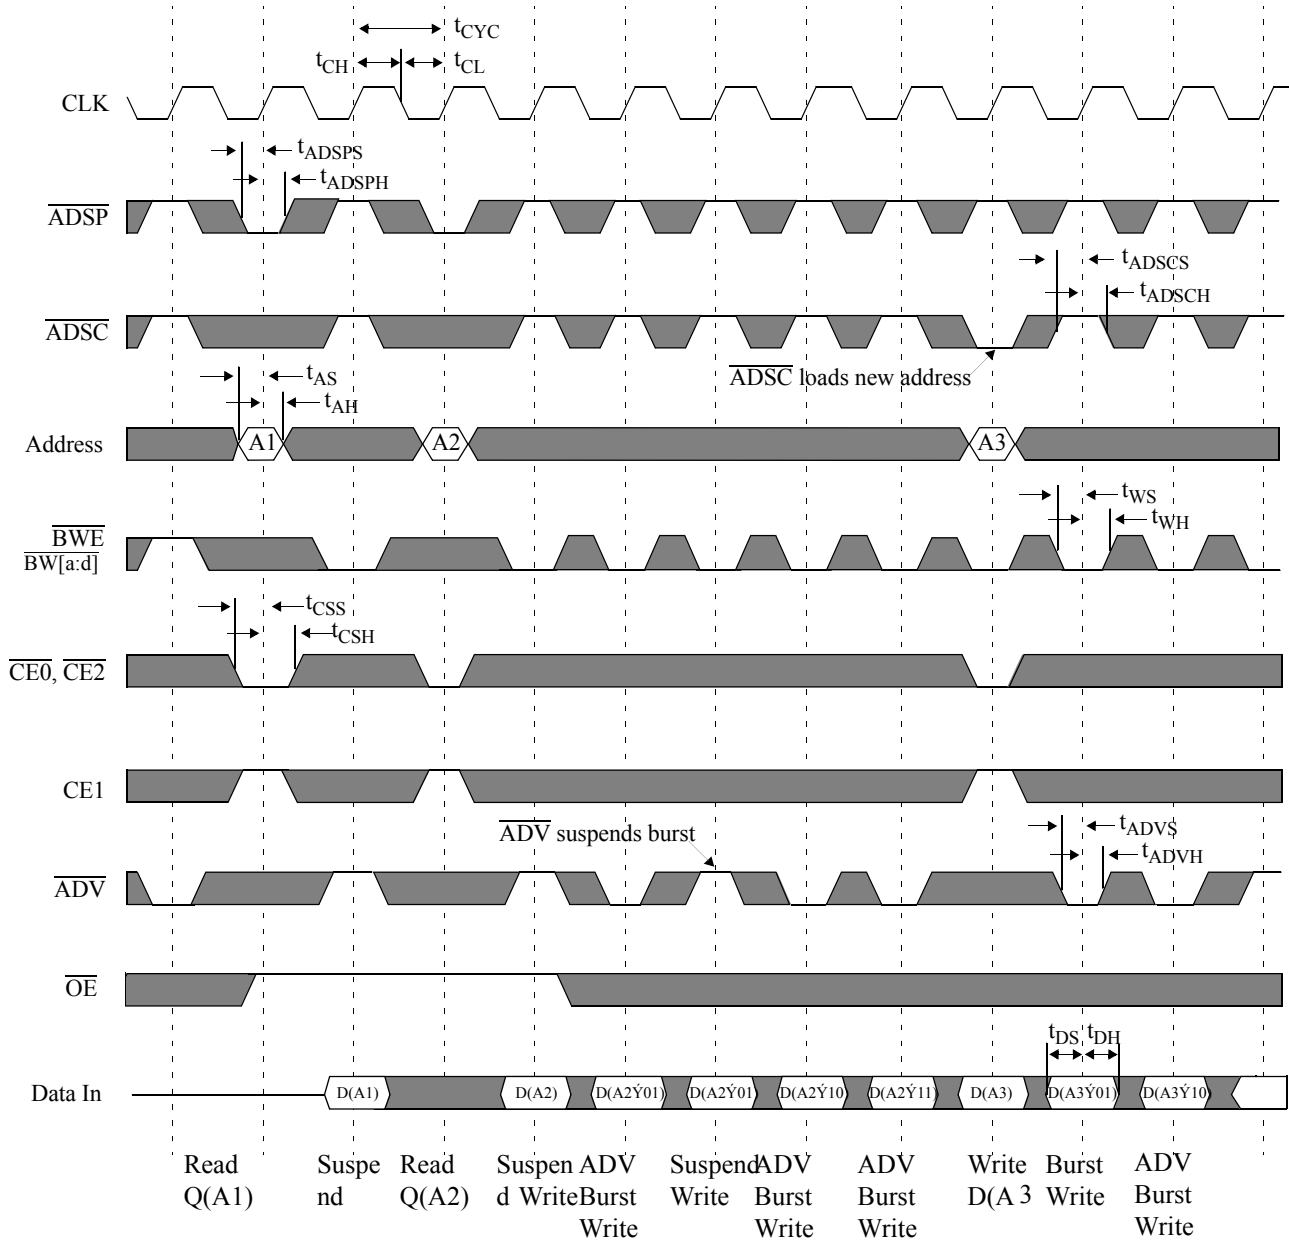 tCYC
tCH
tCL
CLK
tADSPS
tADSPH
ADSP
tADSCS
tADSCH
ADSC
ADSC loads new address
tAS
tAH
Address
A1
A2
A3
tWS
tWH
BWE
BW[a:d]
tCSS
tCSH
CE0, CE2
CE1
ADV suspends burst
tADVS
tADVH
ADV
OE
tDS
tDH
Data In
D(A1)
D(A2)
D(A2Ý01)
D(A2Ý01)
D(A2Ý10)
D(A2Ý11)
D(A3)
D(A3Ý01)
D(A3Ý10)
Read
Q(A1)
Suspe
nd
Read
Q(A2)
Suspen
d Write
ADV
Burst
Write
Suspend
Write
ADV
Burst
Write
ADV
Burst
Write
Write
D(A 3
Burst
Write
ADV
Burst
Write